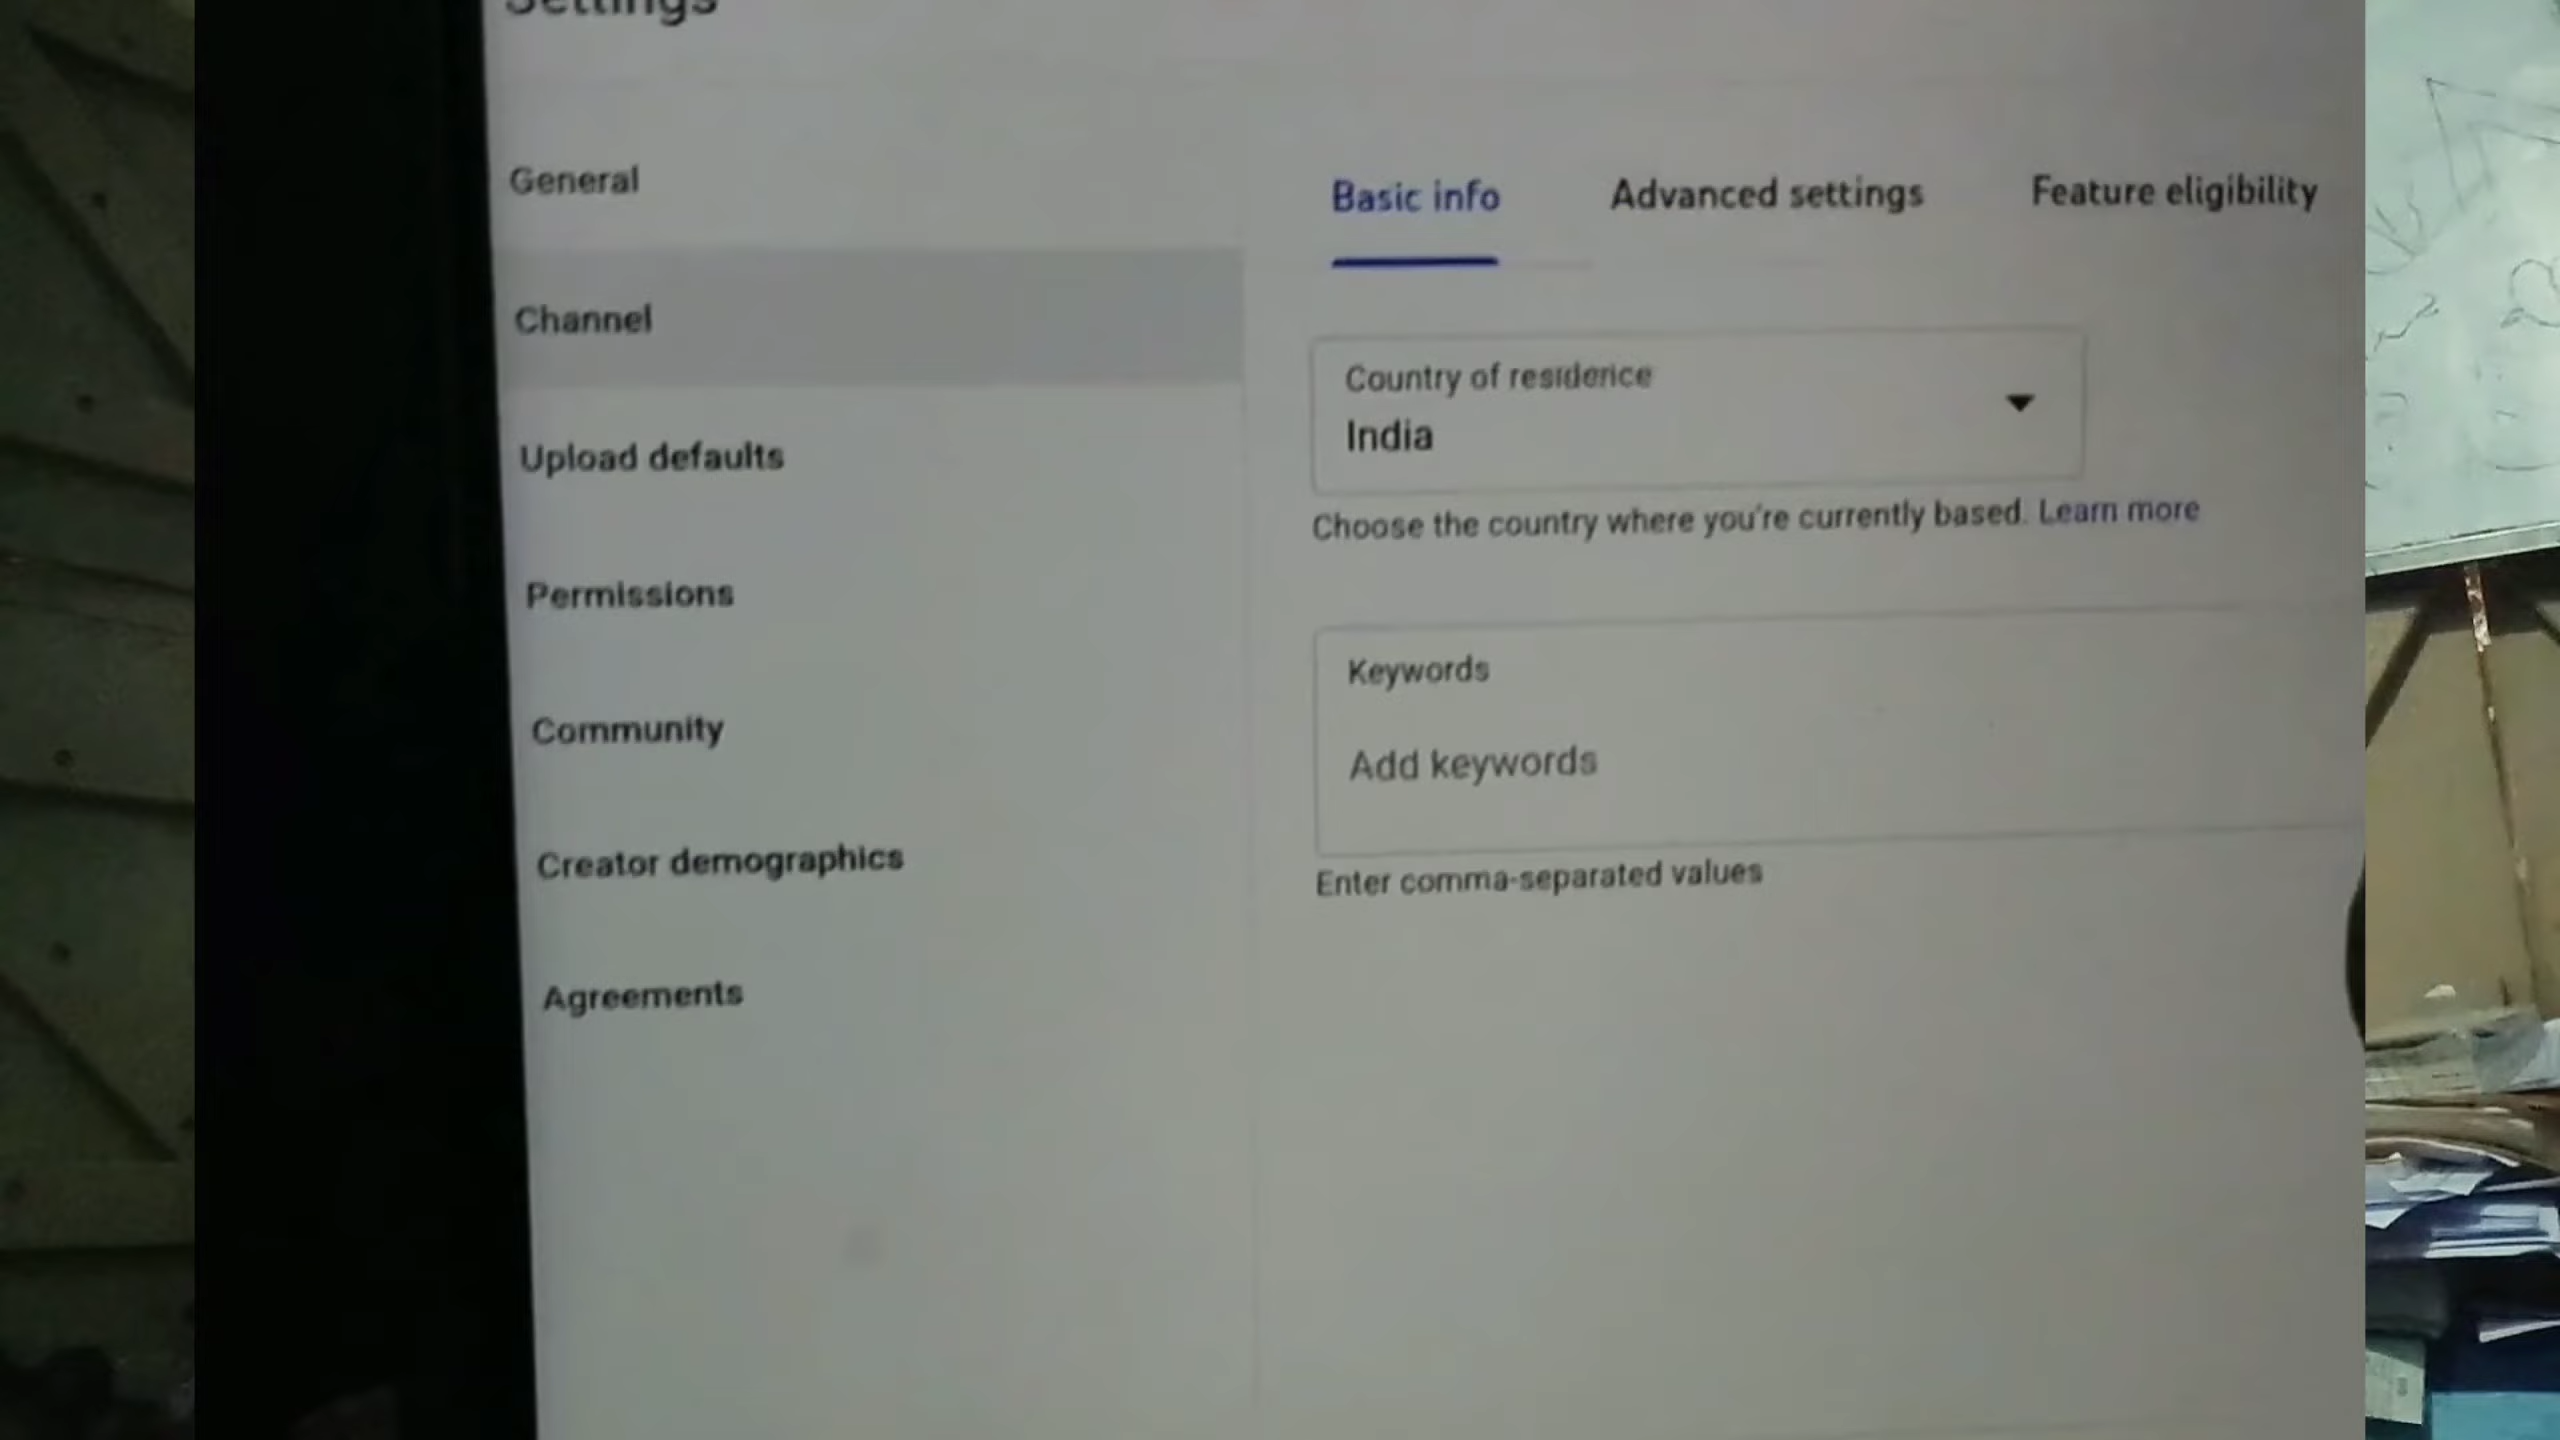 Settings
General
Channel
Upload defaults
Permissions
Community
Creator demographics
Agreements
Basic info
Advanced settings
Feature eligibility
Country of residence
India
Choose the country where you're currently based. Learn more
Keywords
Add keywords
Enter comma-separated values